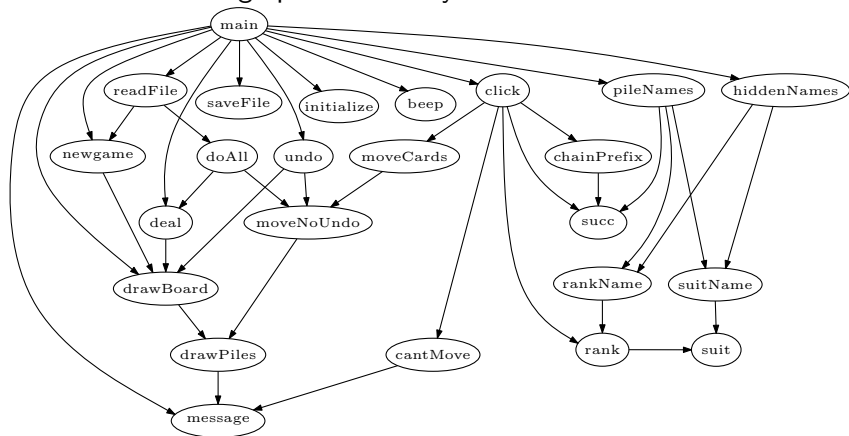 main
readFile
saveFile
initialize
beep
click
pileNames
hiddenNames
newgame
doAll
undo
moveCards
chainPrefix
deal
moveNoUndo
succ
drawBoard
rankName
suitName
drawPiles
cantMove
rank
suit
message